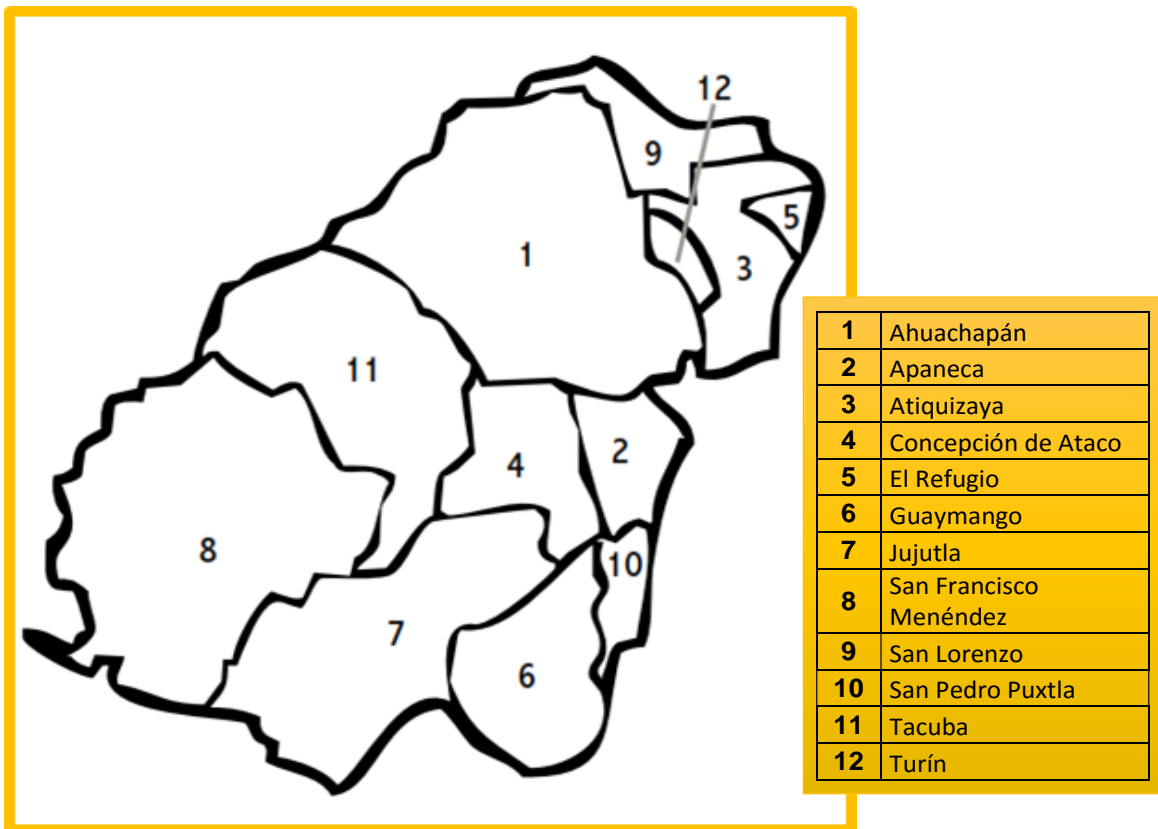 12
9
5
1
3
11
2
4
8
10
7
6
1 Ahuachapán
2 Apaneca
3 Atiquizaya
4 Concepción de Ataco
5 El Refugio
6 Guaymango
7 Jujutla
8 San Francisco
Menéndez
9 San Lorenzo
10 San Pedro Puxtla
11 Tacuba
12 Turín